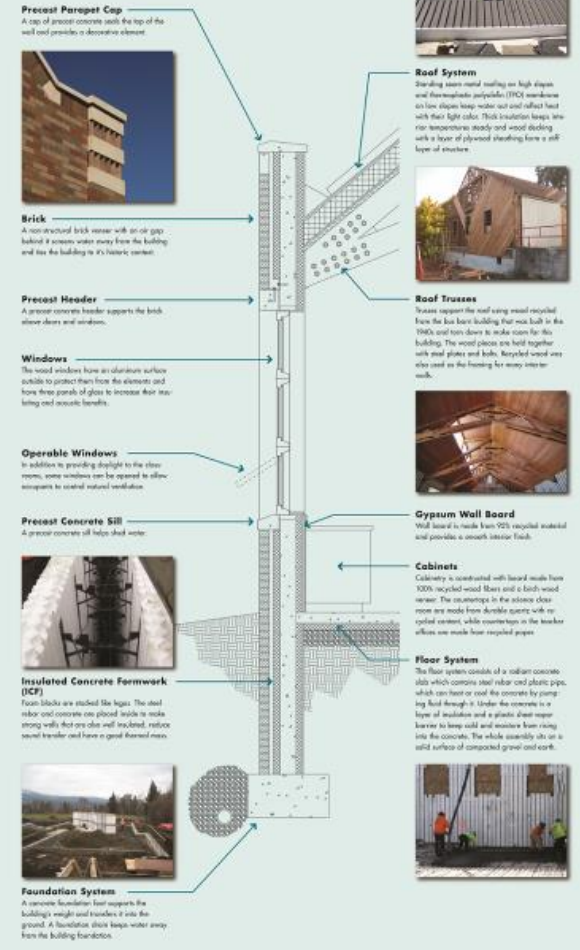 Precast Parapet Cap
A cap of precast concrete seals the top of the
wall and provides a decorative element.
Brick
A non-structural brick veneer with an air gap
behind it screens water away from the building
and ties the building to it's historic context.
Precast Header
A precast concrete header supports the brick
above doors and windows.
Windows
The wood windows have an aluminum surface
outside to protect them from the elements and
have three panels of glass to increase their insu-
lating and acoustic benefits.
Operable Windows
In addition to providing daylight to the class
rooms, some windows can be opened to allow
occupants to control natural ventilation.
Precast Concrete Sill
A precast concrete sill helps shed water.
Insulated Concrete Formwork
(ICF)
Foam blocks are stacked like legos. The steel
rebar and concrete are placed inside to make
strong walls that are also well insulated, reduce
sound transfer and have a good thermal mass.
Foundation System
A concrete foundation foot supports the
building's weight and transfers it into the
ground. A foundation drain keeps water away
from the building foundation.
Roof System
Standing seam metal roofing on high slopes
and thermoplastic polyolefin (TPO) membrane
on low slopes keep water out and reflect heat
with their light color. Thick insulation keeps inte-
rior temperatures steady and wood decking
with a layer of plywood sheathing form a stiff
layer of structure.
Roof Trusses
Trusses support the roof using wood recycled
from the bus barn building that was built in the
1940s and torn down to make room for this
building. The wood pieces are held together
with steel plates and bolts. Recycled wood was
also used as the framing for many interior
walls.
Gypsum Wall Board
Wall board is made from 95% recycled material
and provides a smooth interior finish.
Cabinets
Cabinetry is constructed with board made from
100% recycled wood fibers and a birch wood
veneer. The countertops in the science class
room are made from durable quartz with re-
cycled content, while countertops in the teacher
offices are made from recycled paper.
Floor System
The floor system consists of a radiant concrete
slab which contains steel rebar and plastic pipe,
which can heat or cool the concrete by pump-
ing fluid through it. Under the concrete is a
layer of insulation and a plastic sheet vapor
barrier to keep cold and moisture from rising
into the concrete. The whole assembly sits on a
solid surface of compacted gravel and earth.